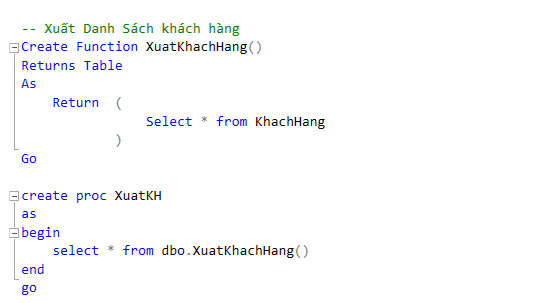 -- Xuất Danh Sách khách hàng
Create Function XuatKhachHang()
Returns Table
As
Return (
Select * from KhachHang
)
Go
create proc XuatKH
as
begin
select * from dbo.XuatKhachHang()
end
go